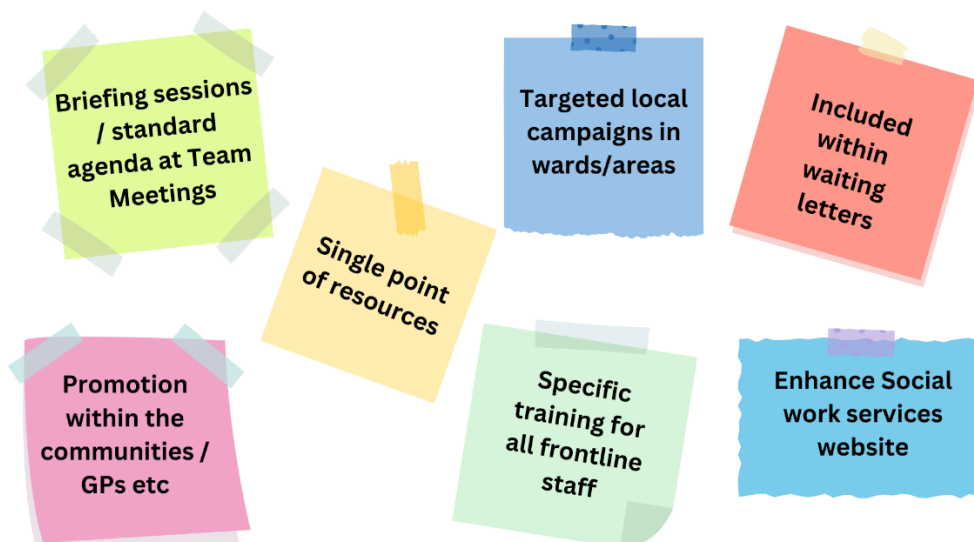 Briefing sessions
/ standard
agenda at Team
Meetings
Targeted local
campaigns in
wards/areas
Included
within
waiting
letters
Single point
of resources
Promotion
within the
communities /
GPs etc
Specific
training for
all frontline
staff
Enhance Social
work services
website